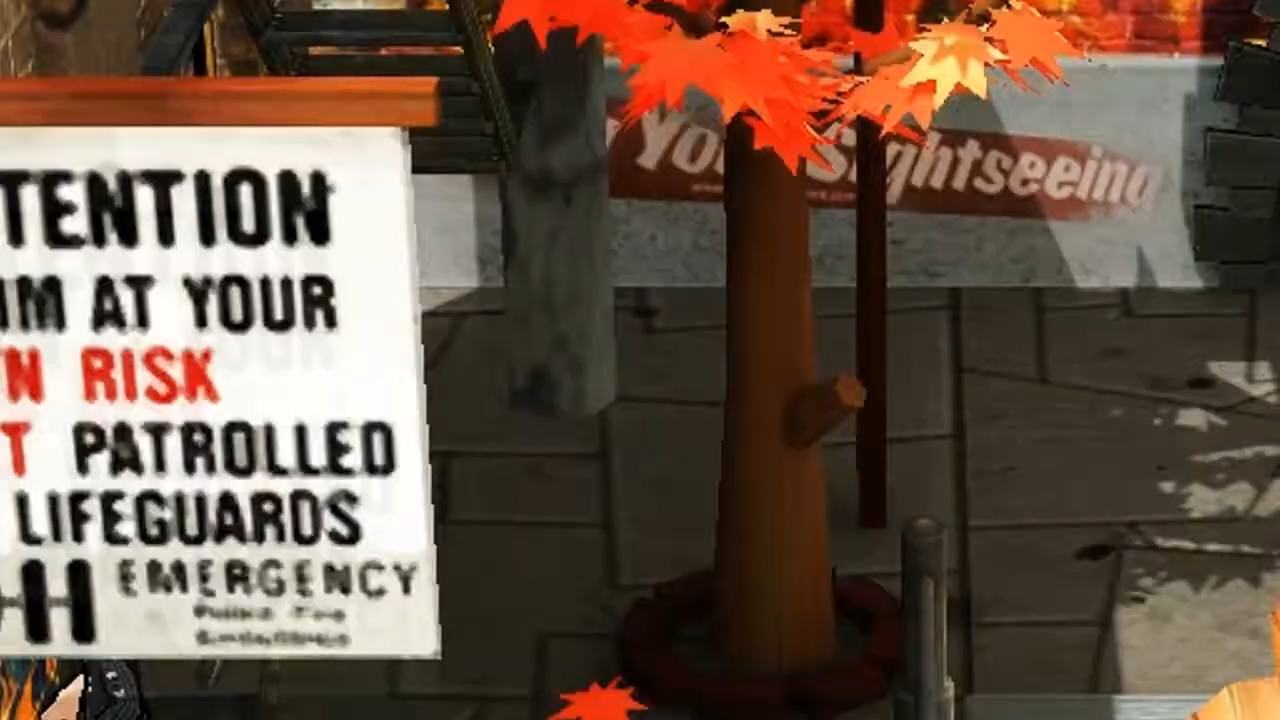 TENTION
IM AT YOUR
N RISK
T PATROLLED
LIFEGUARDS
EMERGENCY
Sightseeing